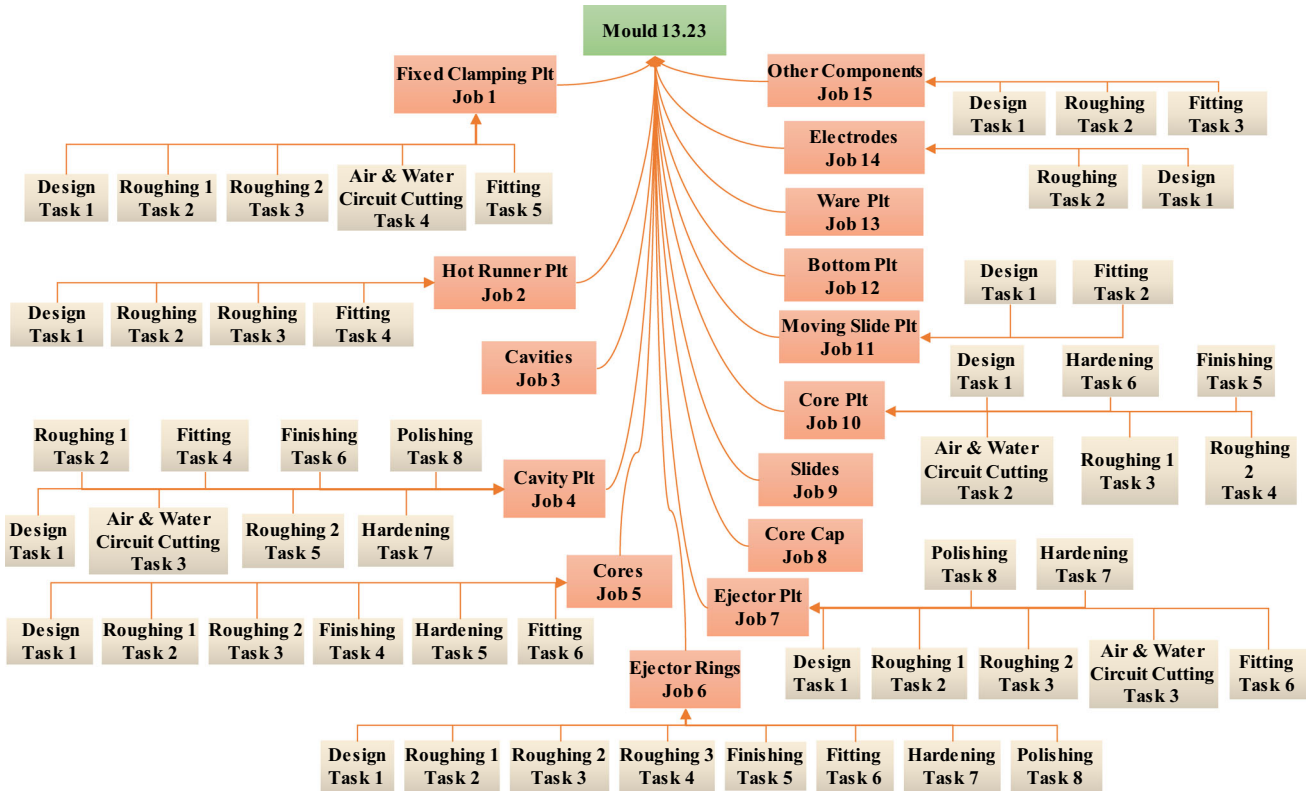 Mould 13.23
Fixed Clamping Plt
Job 1
Design
Task 1
Roughing 1
Task 2
Roughing 2
Task 3
Air & Water
Circuit Cutting
Task 4
Fitting
Task 5
Hot Runner Plt
Job 2
Design
Task 1
Roughing
Task 2
Roughing
Task 3
Fitting
Task 4
Cavities
Job 3
Roughing 1
Task 2
Fitting
Task 4
Finishing
Task 6
Polishing
Task 8
Cavity Plt
Job 4
Design
Task 1
Air & Water
Circuit Cutting
Task 3
Roughing 2
Task 5
Hardening
Task 7
Cores
Job 5
Design
Task 1
Roughing 1
Task 2
Roughing 2
Task 3
Finishing
Task 4
Hardening
Task 5
Fitting
Task 6
Ejector Rings
Job 6
Design
Task 1
Roughing 1
Task 2
Roughing 2
Task 3
Roughing 3
Task 4
Finishing
Task 5
Fitting
Task 6
Hardening
Task 7
Polishing
Task 8
Other Components
Job 15
Design
Task 1
Roughing
Task 2
Fitting
Task 3
Electrodes
Job 14
Roughing
Task 2
Design
Task 1
Ware Plt
Job 13
Bottom Plt
Job 12
Design
Task 1
Fitting
Task 2
Moving Slide Plt
Job 11
Design
Task 1
Hardening
Task 6
Finishing
Task 5
Core Plt
Job 10
Air & Water
Circuit Cutting
Task 2
Roughing 1
Task 3
Roughing
2
Task 4
Slides
Job 9
Core Cap
Job 8
Polishing
Task 8
Hardening
Task 7
Ejector Plt
Job 7
Design
Task 1
Roughing 1
Task 2
Roughing 2
Task 3
Air & Water
Circuit Cutting
Task 3
Fitting
Task 6